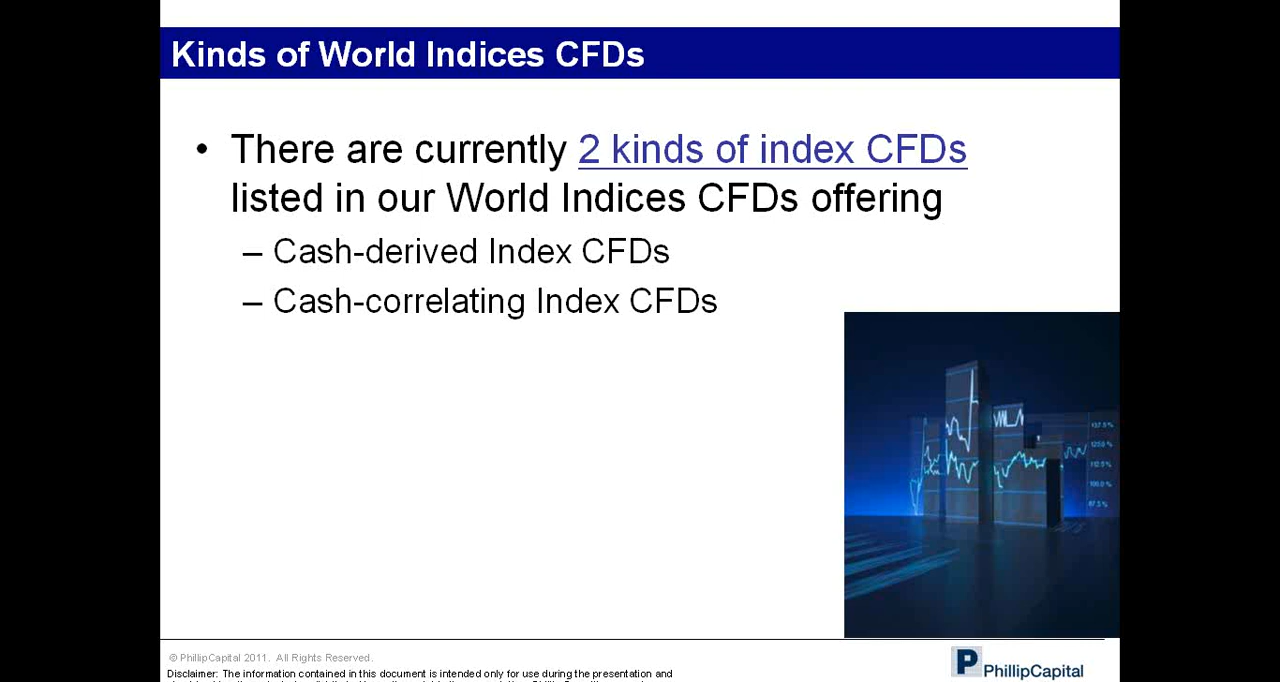 Kinds of World Indices CFDs
• There are currently 2 kinds of index CFDs
listed in our World Indices CFDs offering
– Cash-derived Index CFDs
– Cash-correlating Index CFDs
100.0 %
© PhillipCapital 2011. All Rights Reserved.
Disclaimer: The information contained in this document is intended only for use during the presentation and
PhillipCapital